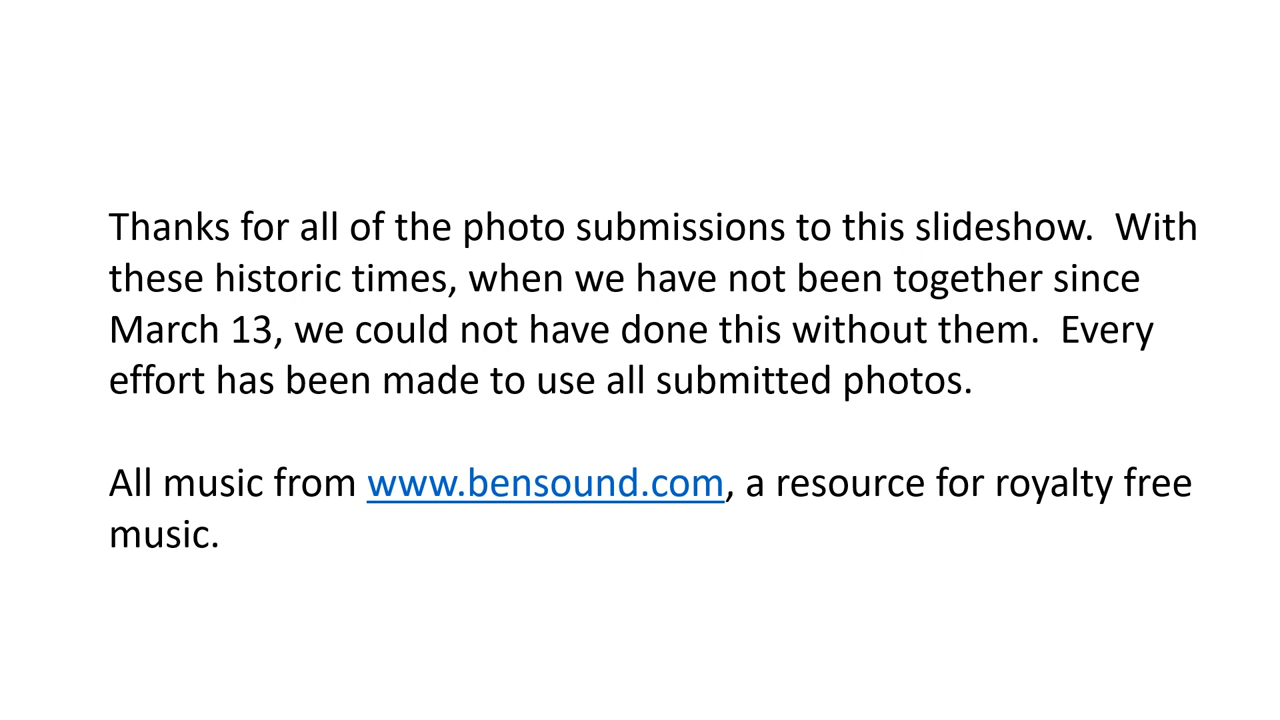 Thanks for all of the photo submissions to this slideshow.  With
these historic times, when we have not been together since
March 13, we could not have done this without them.  Every
effort has been made to use all submitted photos.
All music from www.bensound.com, a resource for royalty free
music.